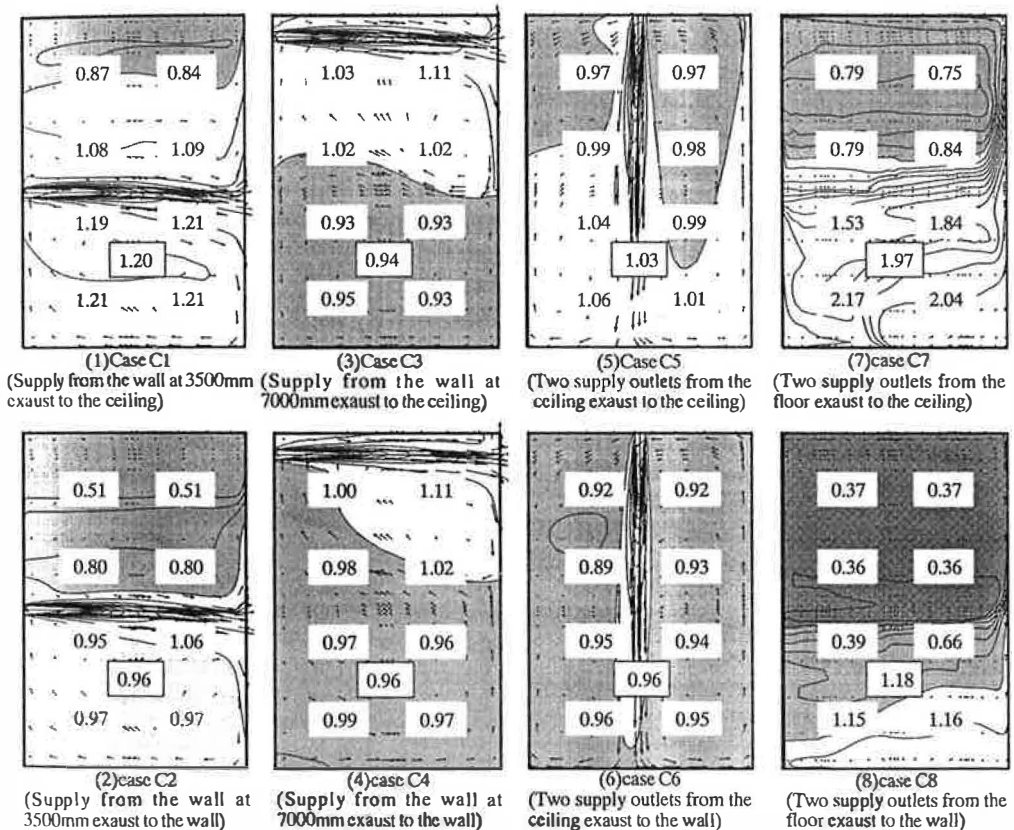 0.87 0.84
1.08 1.09
1.19 1.21
1.20
1.21 1.21
(1)Case C1
(Supply from the wall at 3500mm
exaust to the ceiling)
1.03 1.11
1.02 1.02
0.93 0.93
0.94
0.95 0.93
(3)Case C3
(Supply from the wall at
7000mm exaust to the ceiling)
0.97 0.97
0.99 0.98
1.04 0.99
1.03
1.06 1.01
(5)Case C5
(Two supply outlets from the
ceiling exaust to the ceiling)
0.79 0.75
0.79 0.84
1.53 1.84
1.97
2.17 2.04
(7)case C7
(Two supply outlets from the
floor exaust to the ceiling)
0.51 0.51
0.80 0.80
0.95 1.06
0.96
0.97 0.97
(2)case C2
(Supply from the wall at
3500mm exaust to the wall)
1.00 1.11
0.98 1.02
0.97 0.96
0.96
0.99 0.97
(4)case C4
(Supply from the wall at
7000mm exaust to the wall)
0.92 0.92
0.89 0.93
0.95 0.94
0.96
0.96 0.95
(6)case C6
(Two supply outlets from the
ceiling exaust to the wall)
0.37 0.37
0.36 0.36
0.39 0.66
1.18
1.15 1.16
(8)case C8
(Two supply outlets from the
floor exaust to the wall)